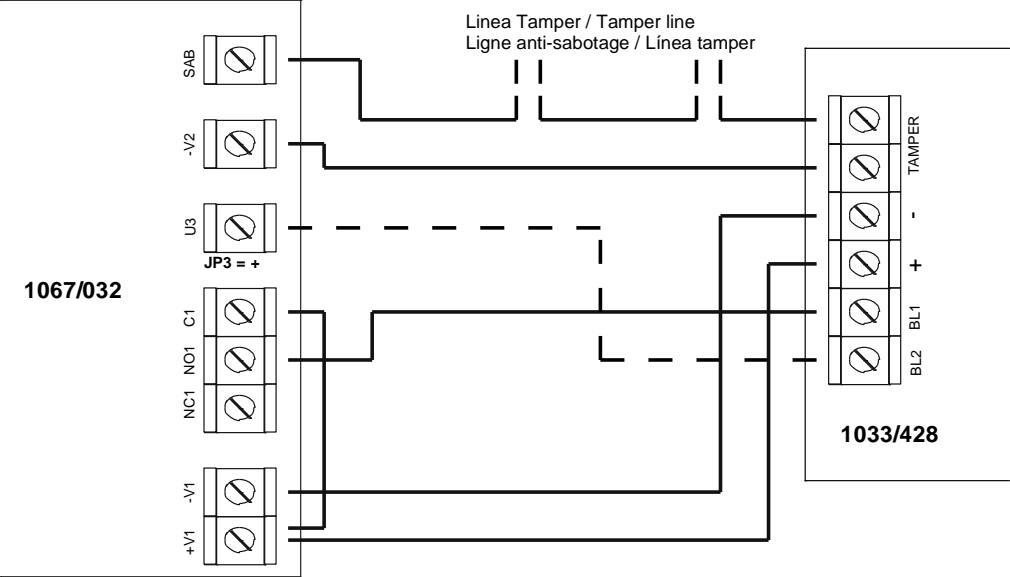 Linea Tamper / Tamper line
Ligne anti-sabotage / Línea tamper
SAB
-V2
U3
JP3 = +
1067/032
C1
NO1
NC1
-V1
+V1
TAMPER
-
+
BL1
BL2
1033/428